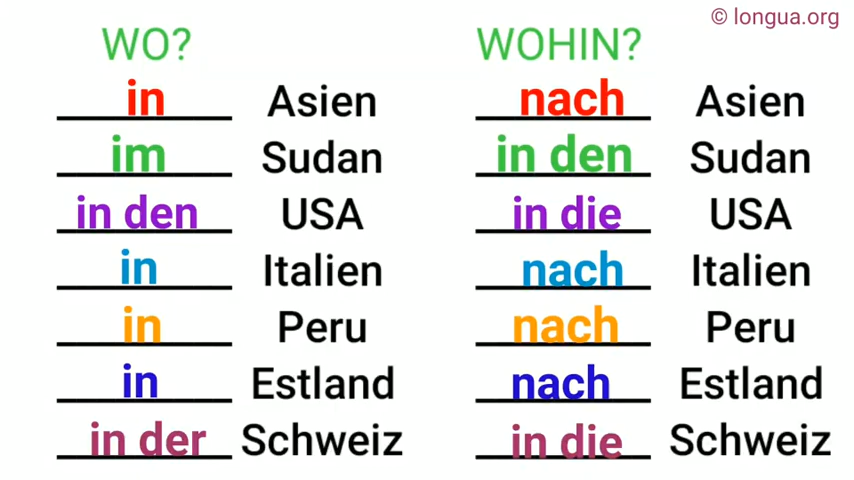 © longua.org
WO? WOHIN?
in Asien nach Asien
im Sudan in den Sudan
in den USA in die USA
in Italien nach Italien
in Peru nach Peru
in Estland nach Estland
in der Schweiz in die Schweiz